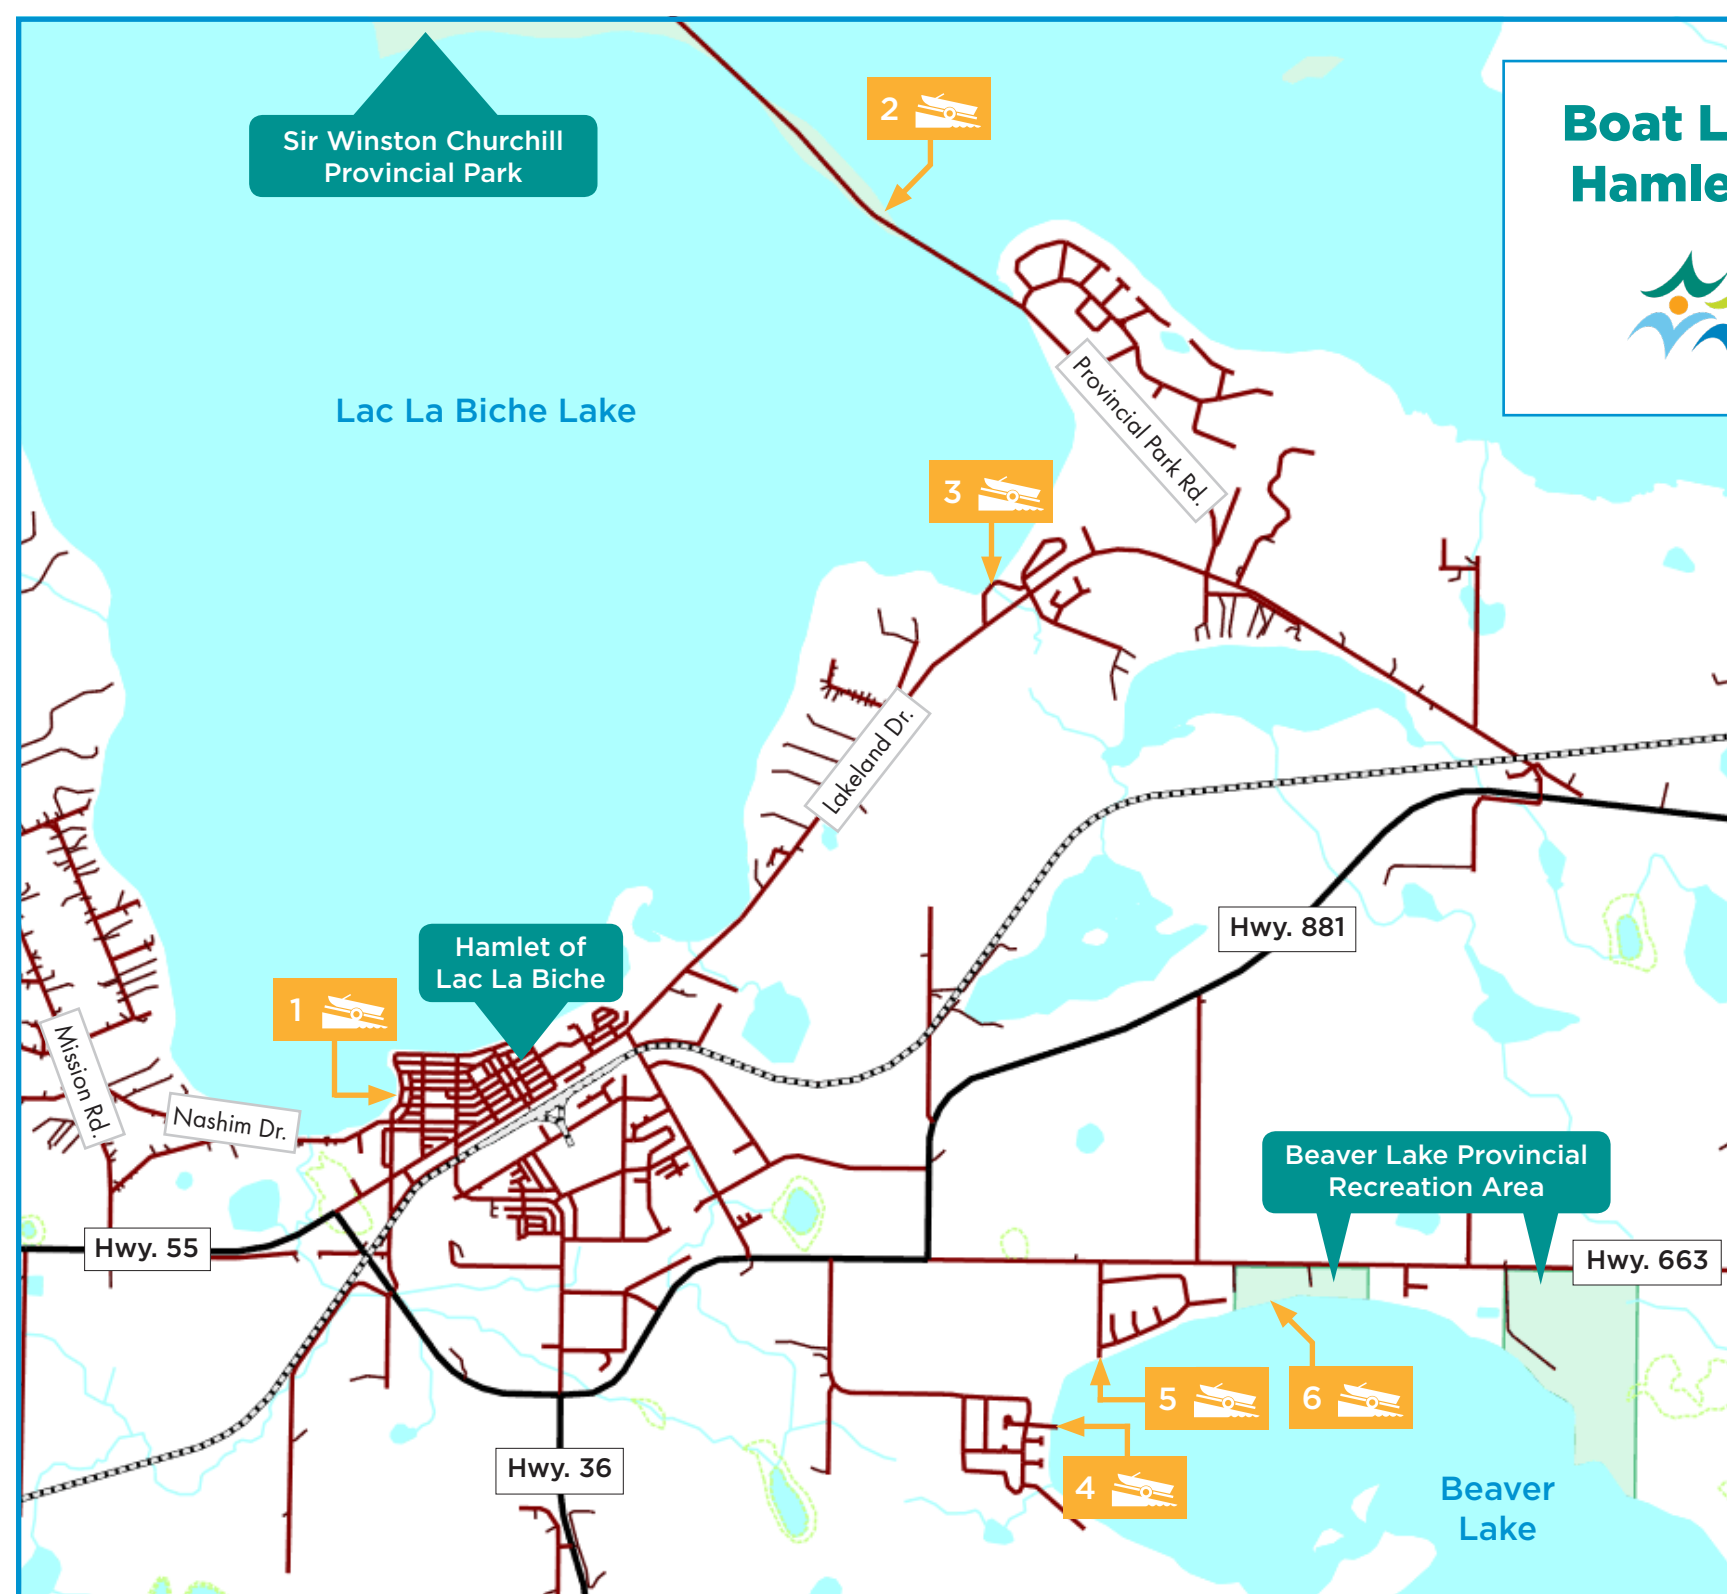 Sir Winston Churchill
Provincial Park
2
Boat L
Hamle
Lac La Biche Lake
Provincial Park Rd.
3
Lakeland Dr.
Hwy. 881
Hamlet of
Lac La Biche
1
Mission Rd.
Nashim Dr.
Beaver Lake Provincial
Recreation Area
Hwy. 55
Hwy. 663
5
6
Hwy. 36
4
Beaver
Lake